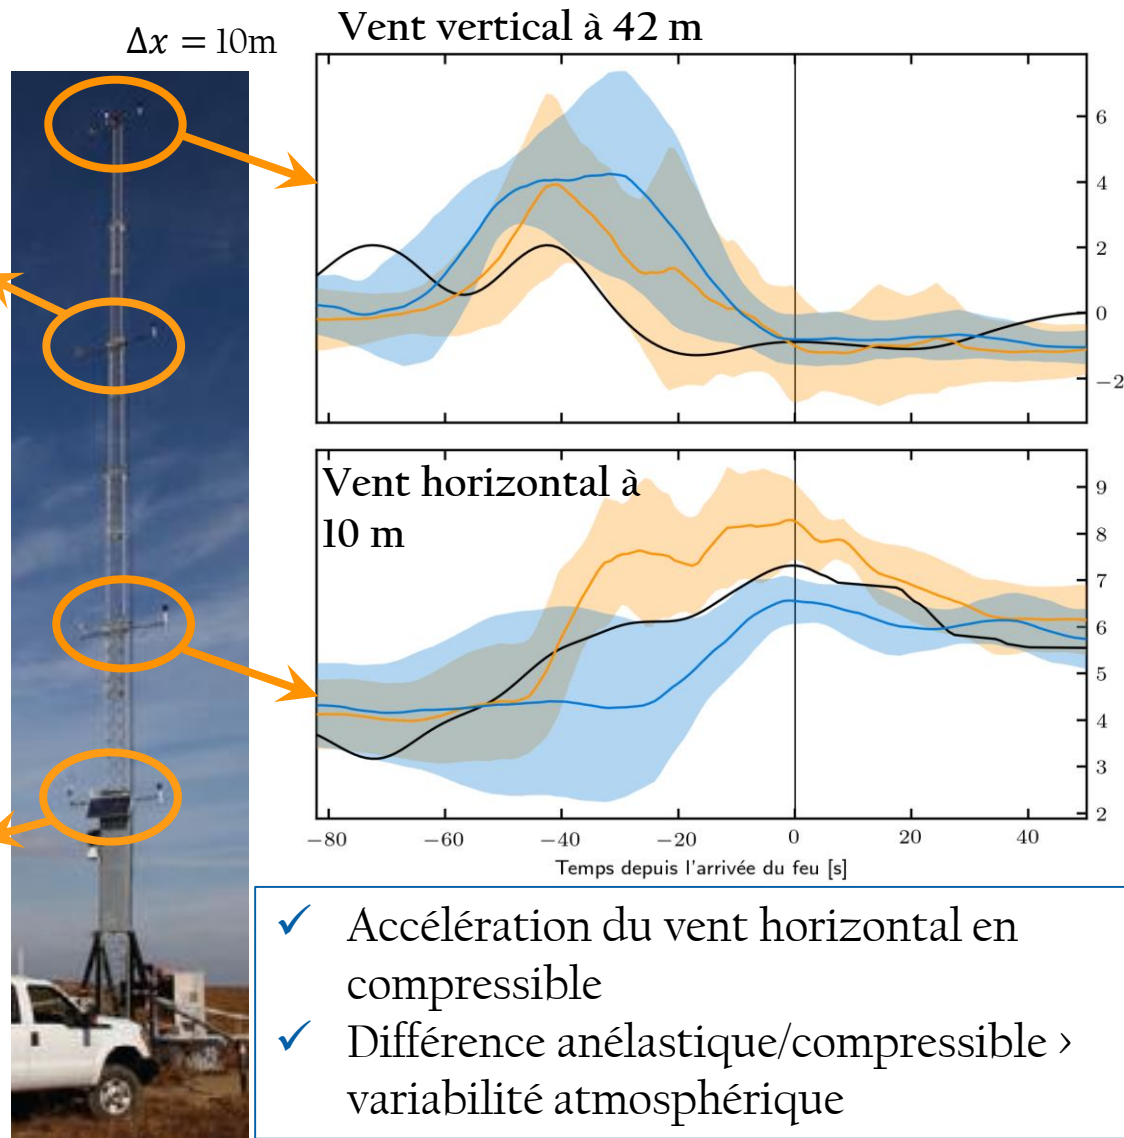 Δx = 10m
Vent vertical à 42 m
6
4
2
0
−2
Vent horizontal à
10 m
9
8
7
6
5
4
3
2
−80 −60 −40 −20 0 20 40
Temps depuis l'arrivée du feu [s]
✓ Accélération du vent horizontal en
compressible
✓ Différence anélastique/compressible >
variabilité atmosphérique